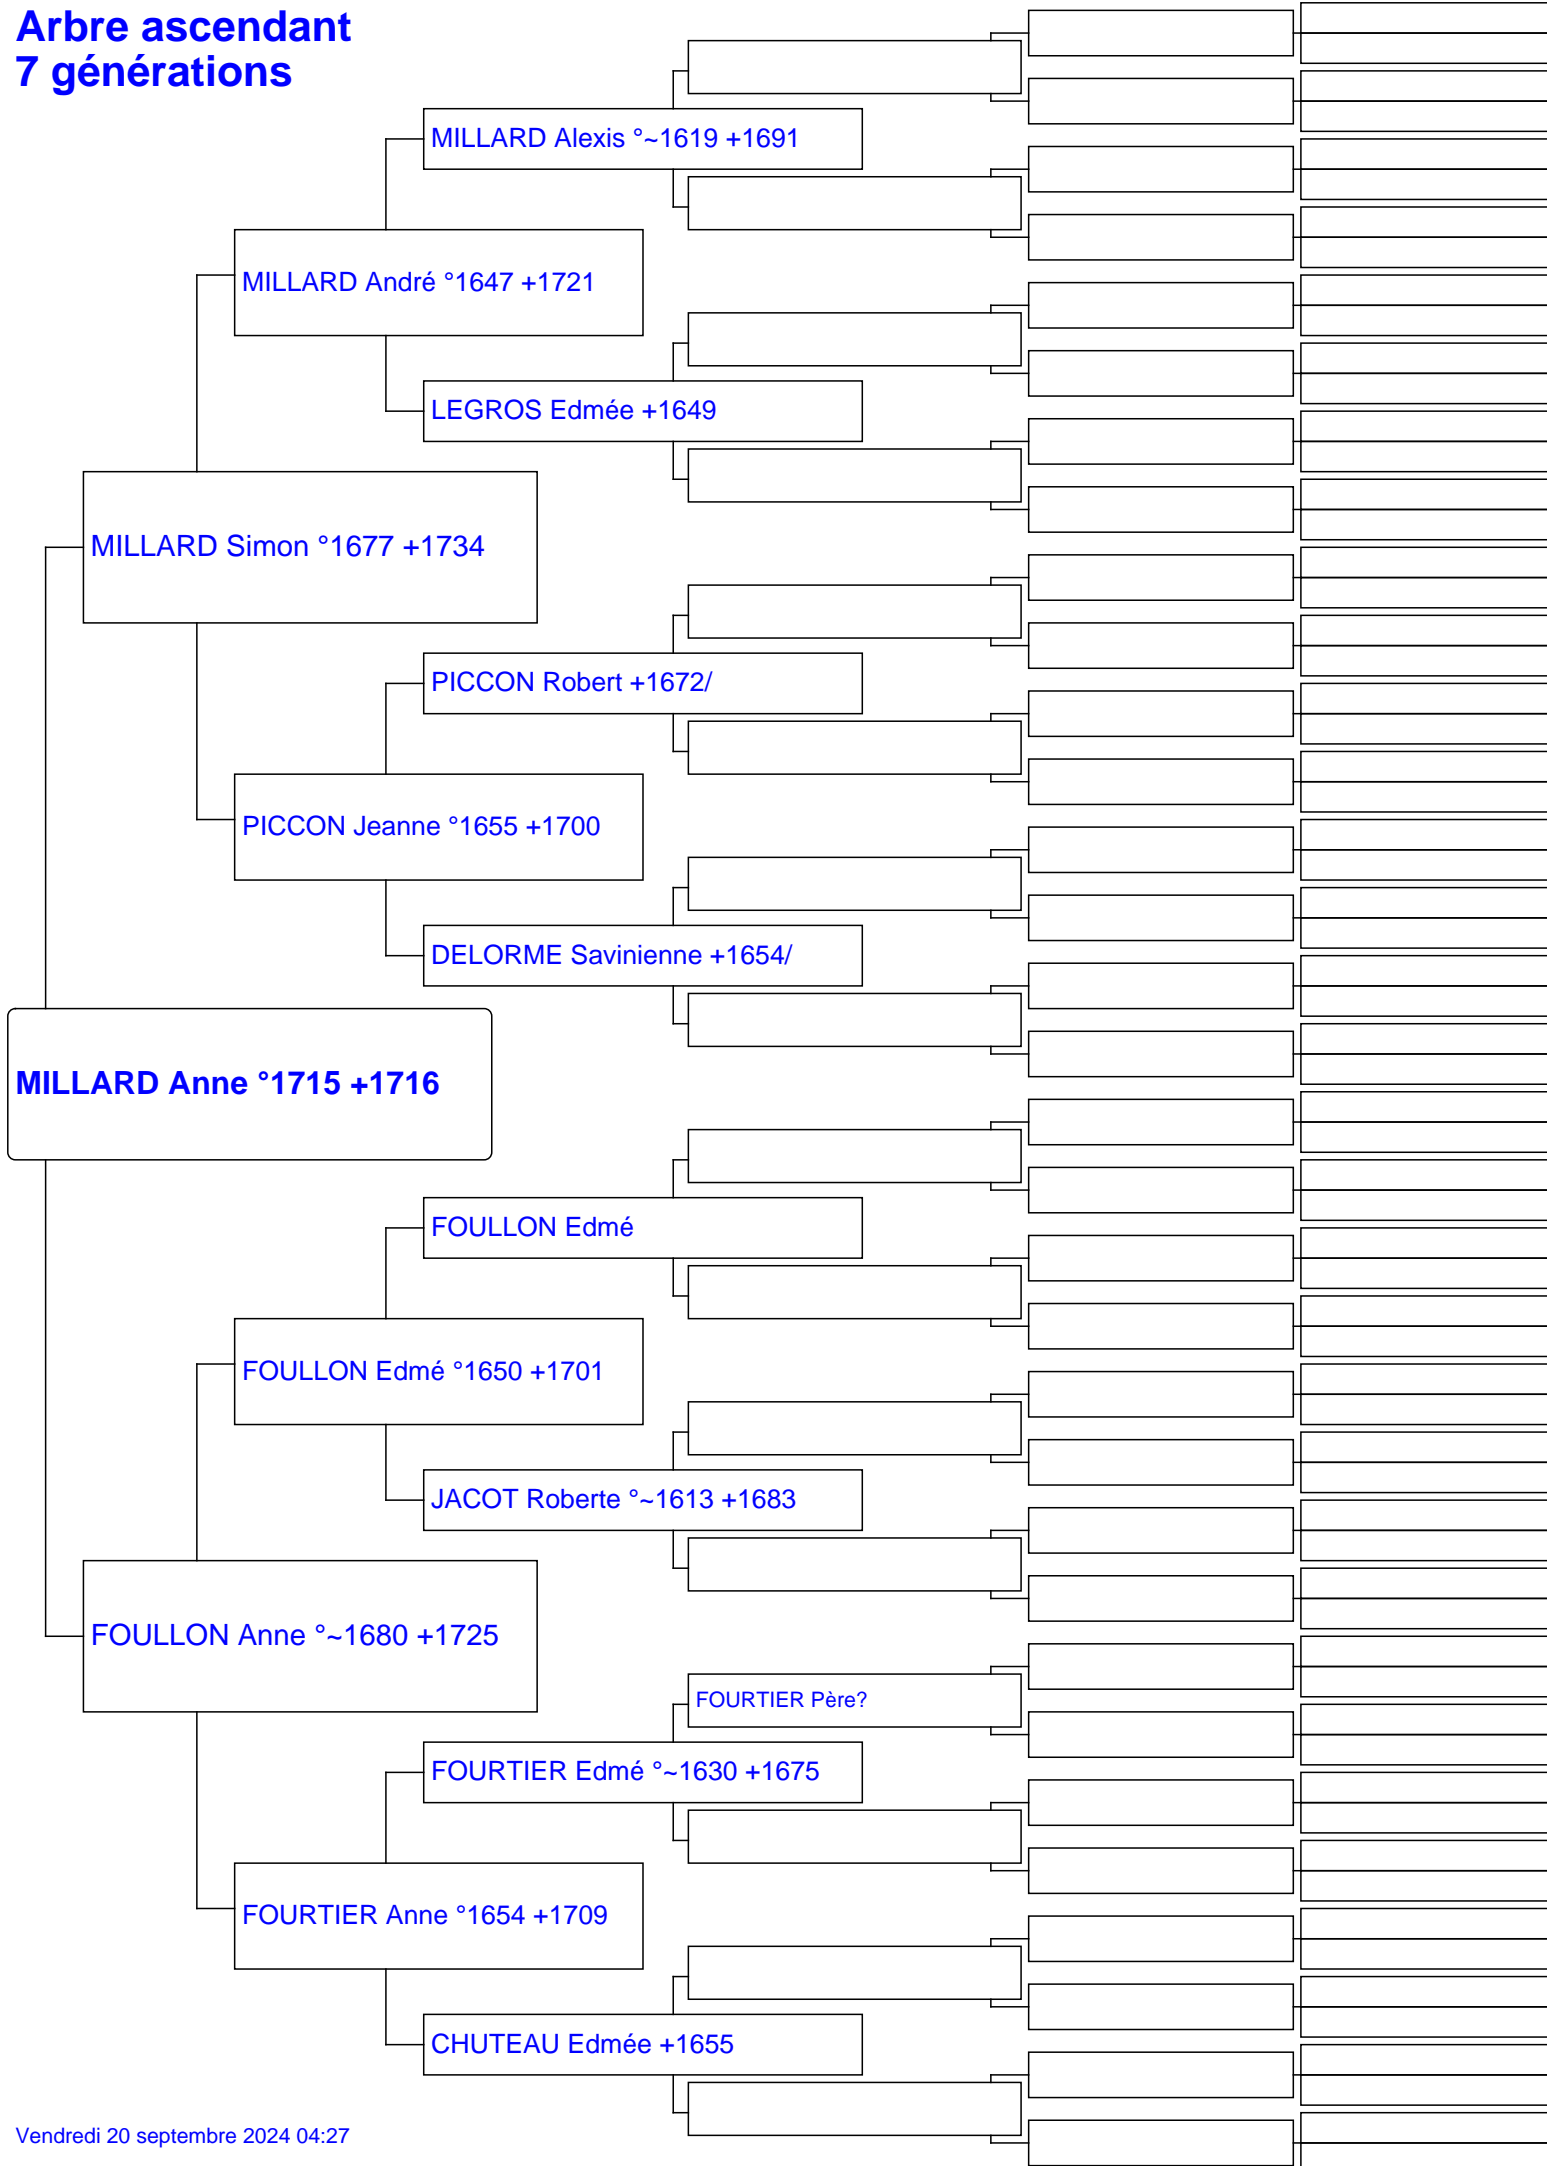 Arbre ascendant
7 générations
MILLARD Alexis °~1619 +1691
MILLARD André °1647 +1721
LEGROS Edmée +1649
MILLARD Simon °1677 +1734
PICCON Robert +1672/
PICCON Jeanne °1655 +1700
DELORME Savinienne +1654/
MILLARD Anne °1715 +1716
FOULLON Edmé
FOULLON Edmé °1650 +1701
JACOT Roberte °~1613 +1683
FOULLON Anne °~1680 +1725
FOURTIER Père?
FOURTIER Edmé °~1630 +1675
FOURTIER Anne °1654 +1709
CHUTEAU Edmée +1655
Vendredi 20 septembre 2024 04:27